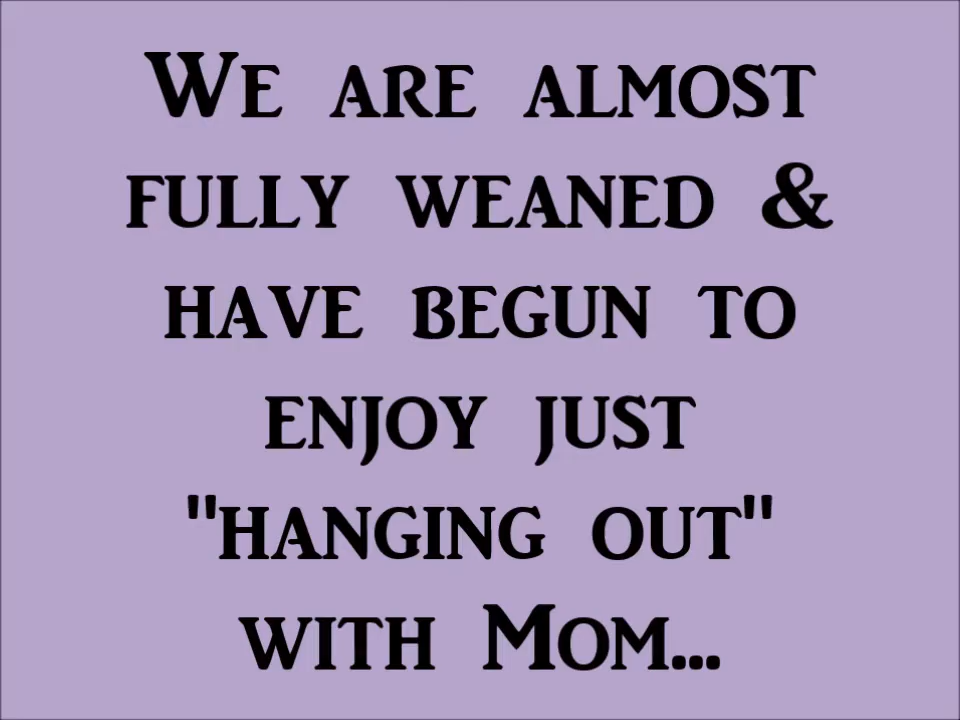 We are almost
fully weaned &
have begun to
enjoy just
"hanging out"
with Mom...